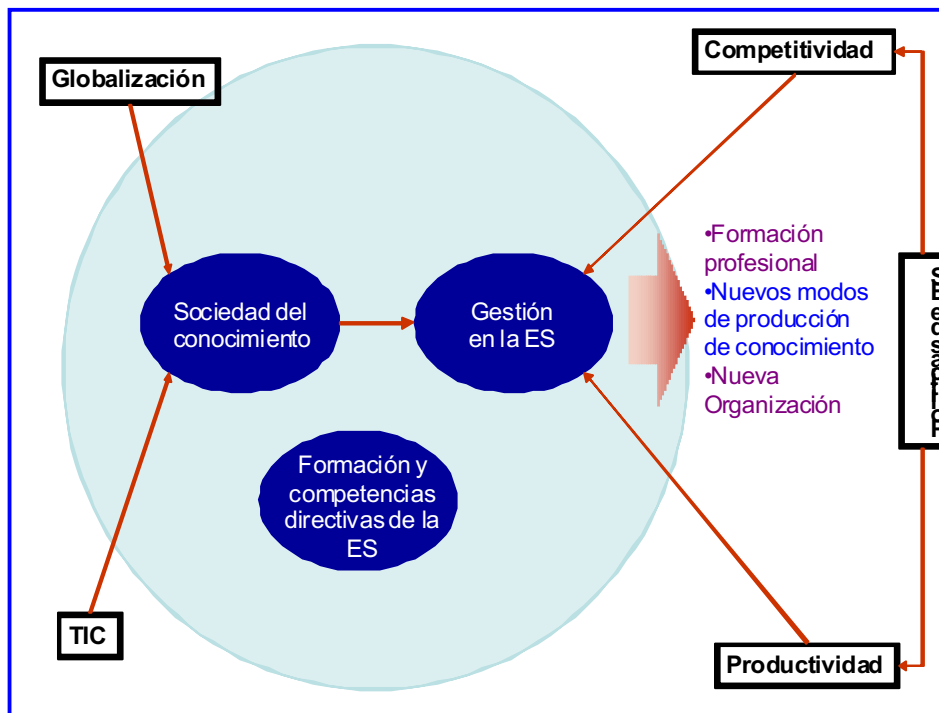 Globalización
Competitividad
•Formación
profesional
•Nuevos modos
de producción
de conocimiento
•Nueva
Organización
Sociedad del
conocimiento
Gestión
en la ES
Formación y
competencias
directivas de la
ES
TIC
Productividad